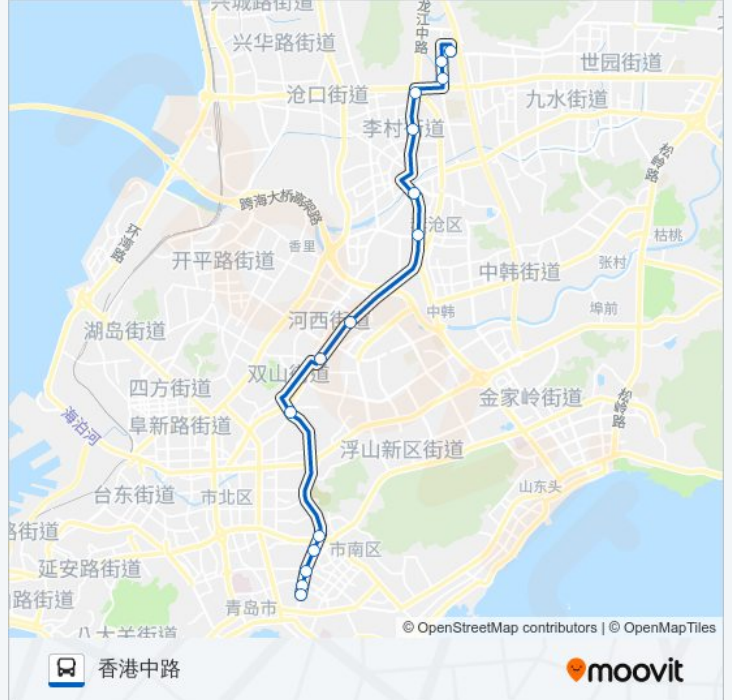 兴城路街道
龙江中路
兴华路街道
世园街道
沧口街道
九水街道
李村街道
松岭路
跨海大桥高架路
环湾路
沧区
枯桃
香里
开平路街道
张村
中韩街道
埠前
中韩
河西街道
湖岛街道
双山街道
四方街道
金家岭街道
松岭路
海泊河
阜新路街道
浮山新区街道
山东头
台东街道
市北区
路街道
市南区
延安路街道
山路街道
青岛市
八大关街道
© OpenStreetMap contributors | © OpenMapTiles
香港中路
moovit